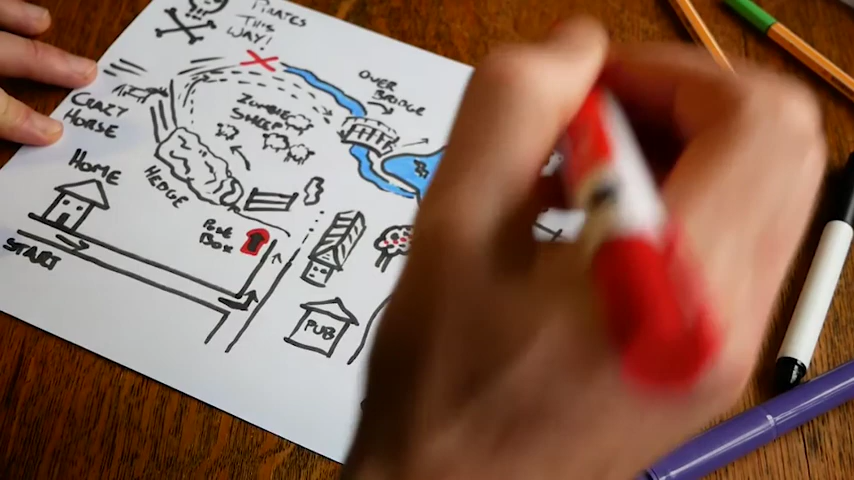 PIRATES
THIS
WAY!
OVER
BRIDGE
CRAZY
HORSE
ZOMBIE
SHEEP
HOME
HEDGE
POST
BOX
START
PUB